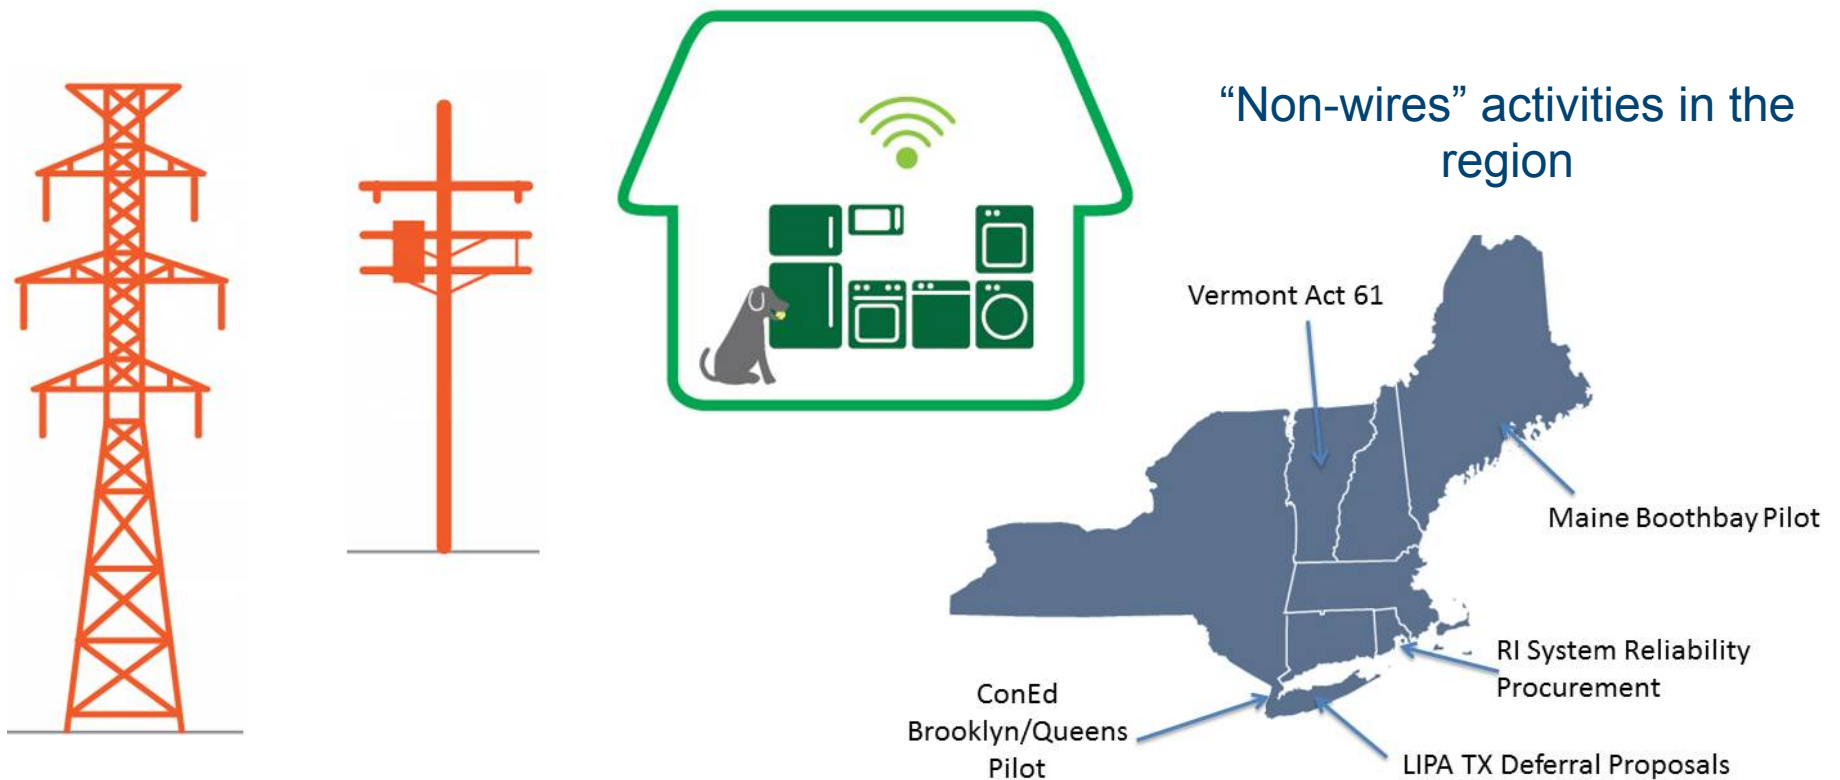 “Non-wires” activities in the
region
Vermont Act 61
Maine Boothbay Pilot
RI System Reliability
Procurement
ConEd
Brooklyn/Queens
Pilot
LIPA TX Deferral Proposals